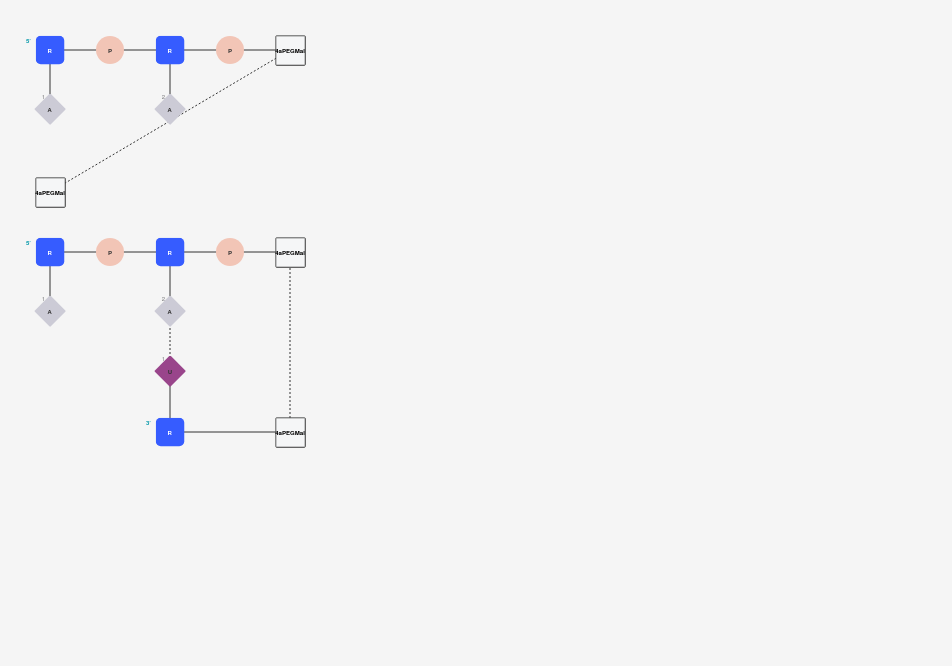 5'
R P R P 4aPEGMal
1 2
A A
4aPEGMal
5'
R P R P 4aPEGMal
1 2
A A
1
U
3'
R 4aPEGMal